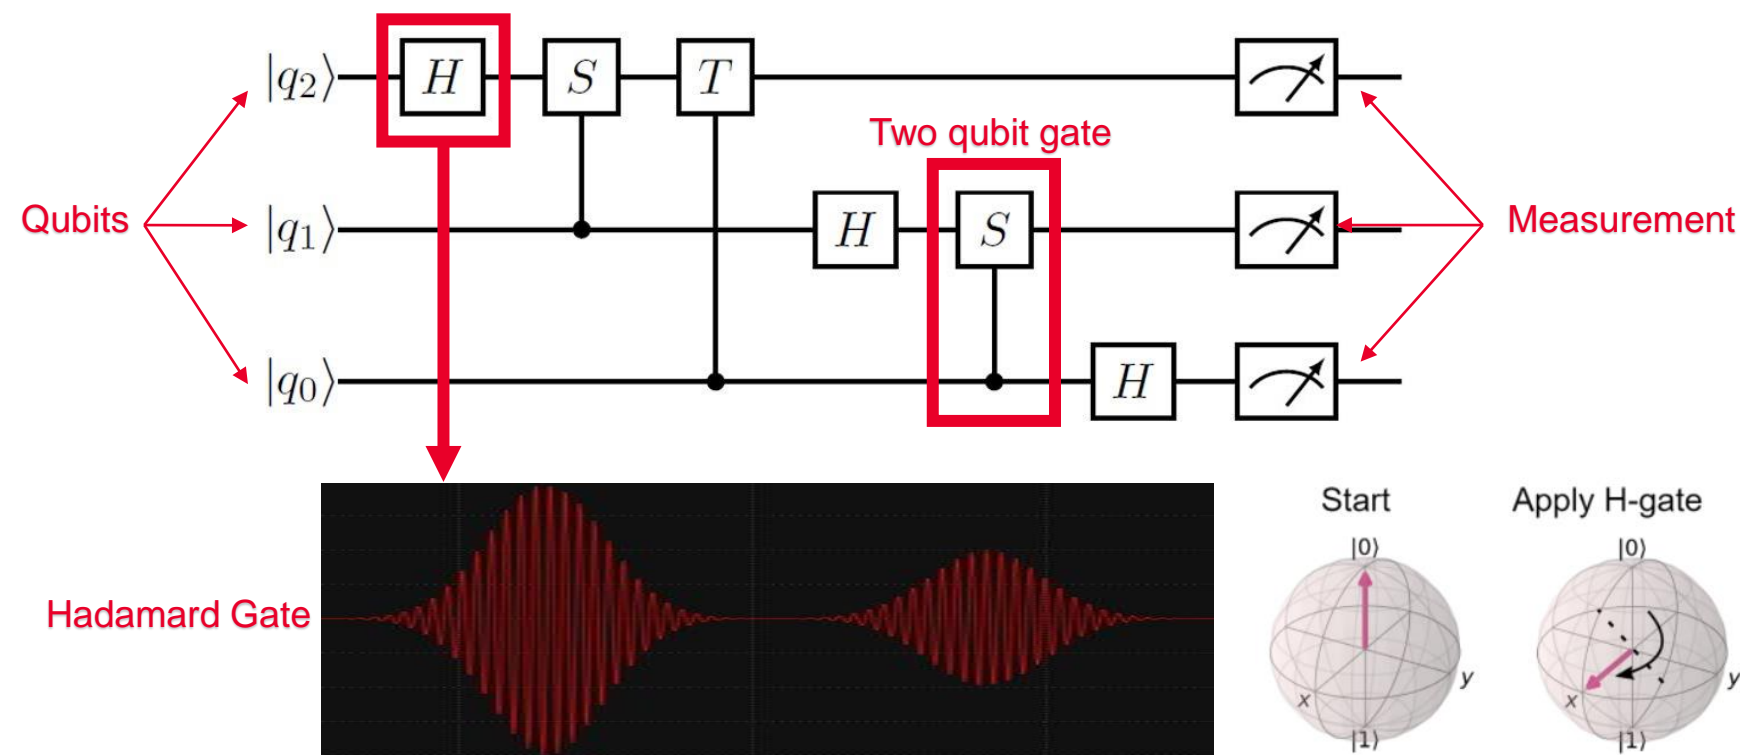 |q₂⟩ H S T
Two qubit gate
Qubits |q₁⟩ H S Measurement
|q₀⟩ H
Start Apply H-gate
|0⟩ |0⟩
Hadamard Gate
x y x y
|1⟩ |1⟩